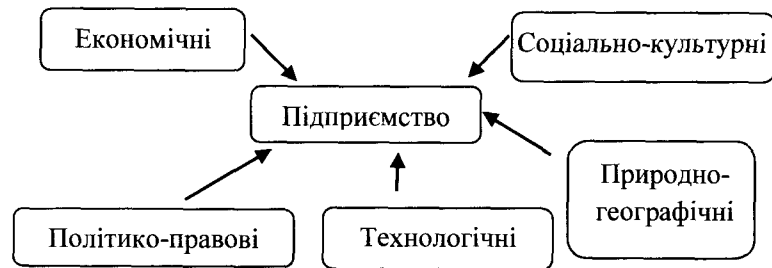 Економічні
Соціально-культурні
Підприємство
Природно-
географічні
Політико-правові
Технологічні